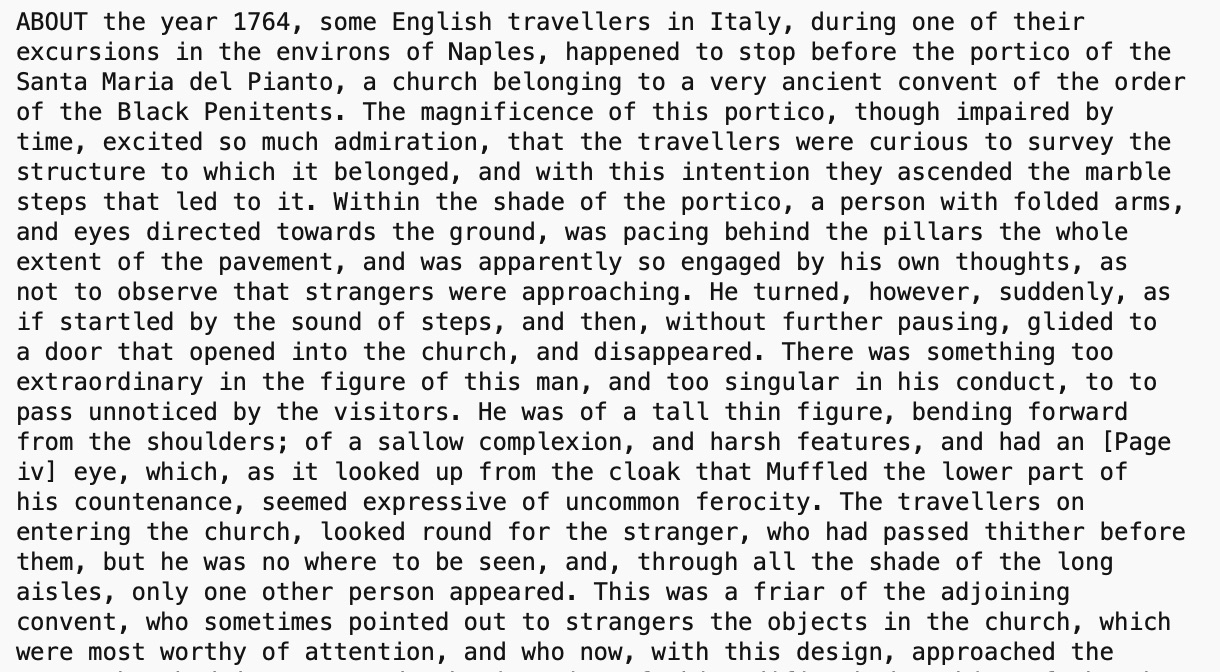 ABOUT the year 1764, some English travellers in Italy, during one of their
excursions in the environs of Naples, happened to stop before the portico of the
Santa Maria del Pianto, a church belonging to a very ancient convent of the order
of the Black Penitents. The magnificence of this portico, though impaired by
time, excited so much admiration, that the travellers were curious to survey the
structure to which it belonged, and with this intention they ascended the marble
steps that led to it. Within the shade of the portico, a person with folded arms,
and eyes directed towards the ground, was pacing behind the pillars the whole
extent of the pavement, and was apparently so engaged by his own thoughts, as
not to observe that strangers were approaching. He turned, however, suddenly, as
if startled by the sound of steps, and then, without further pausing, glided to
a door that opened into the church, and disappeared. There was something too
extraordinary in the figure of this man, and too singular in his conduct, to to
pass unnoticed by the visitors. He was of a tall thin figure, bending forward
from the shoulders; of a sallow complexion, and harsh features, and had an [Page
iv] eye, which, as it looked up from the cloak that Muffled the lower part of
his countenance, seemed expressive of uncommon ferocity. The travellers on
entering the church, looked round for the stranger, who had passed thither before
them, but he was no where to be seen, and, through all the shade of the long
aisles, only one other person appeared. This was a friar of the adjoining
convent, who sometimes pointed out to strangers the objects in the church, which
were most worthy of attention, and who now, with this design, approached the